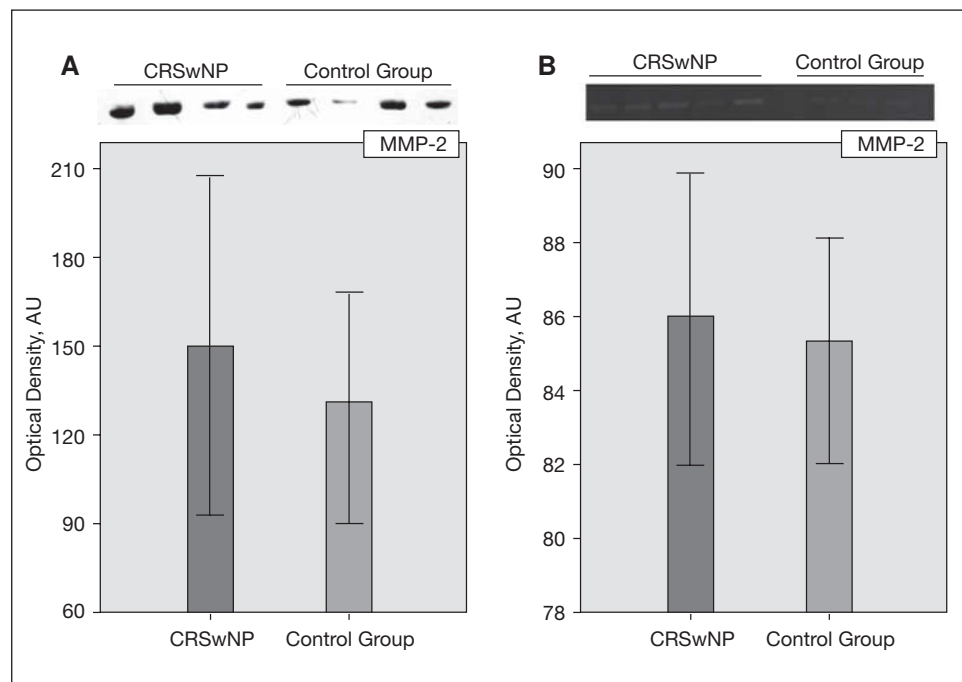 A
CRSwNP
Control Group
MMP-2
Optical Density, AU
210
180
150
120
90
60
CRSwNP
Control Group
B
CRSwNP
Control Group
MMP-2
Optical Density, AU
90
88
86
84
82
80
78
CRSwNP
Control Group